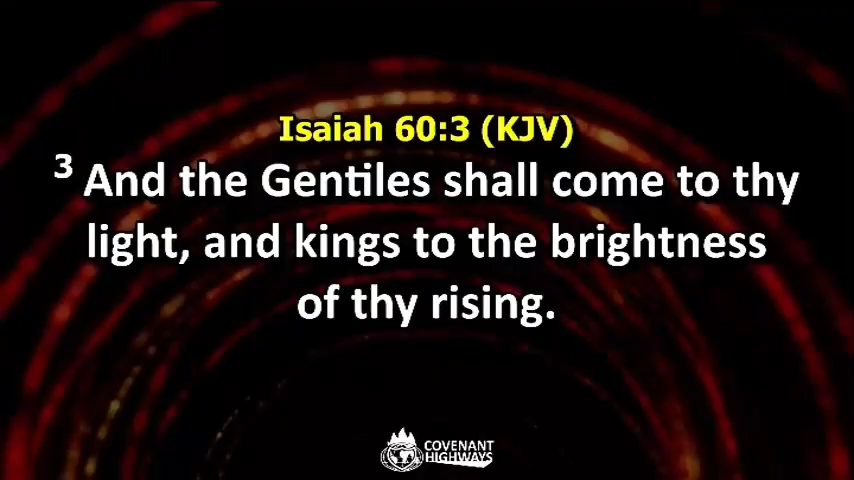 Isaiah 60:3 (KJV)
3 And the Gentiles shall come to thy
light, and kings to the brightness
of thy rising.
COVENANT
HIGHWAYS